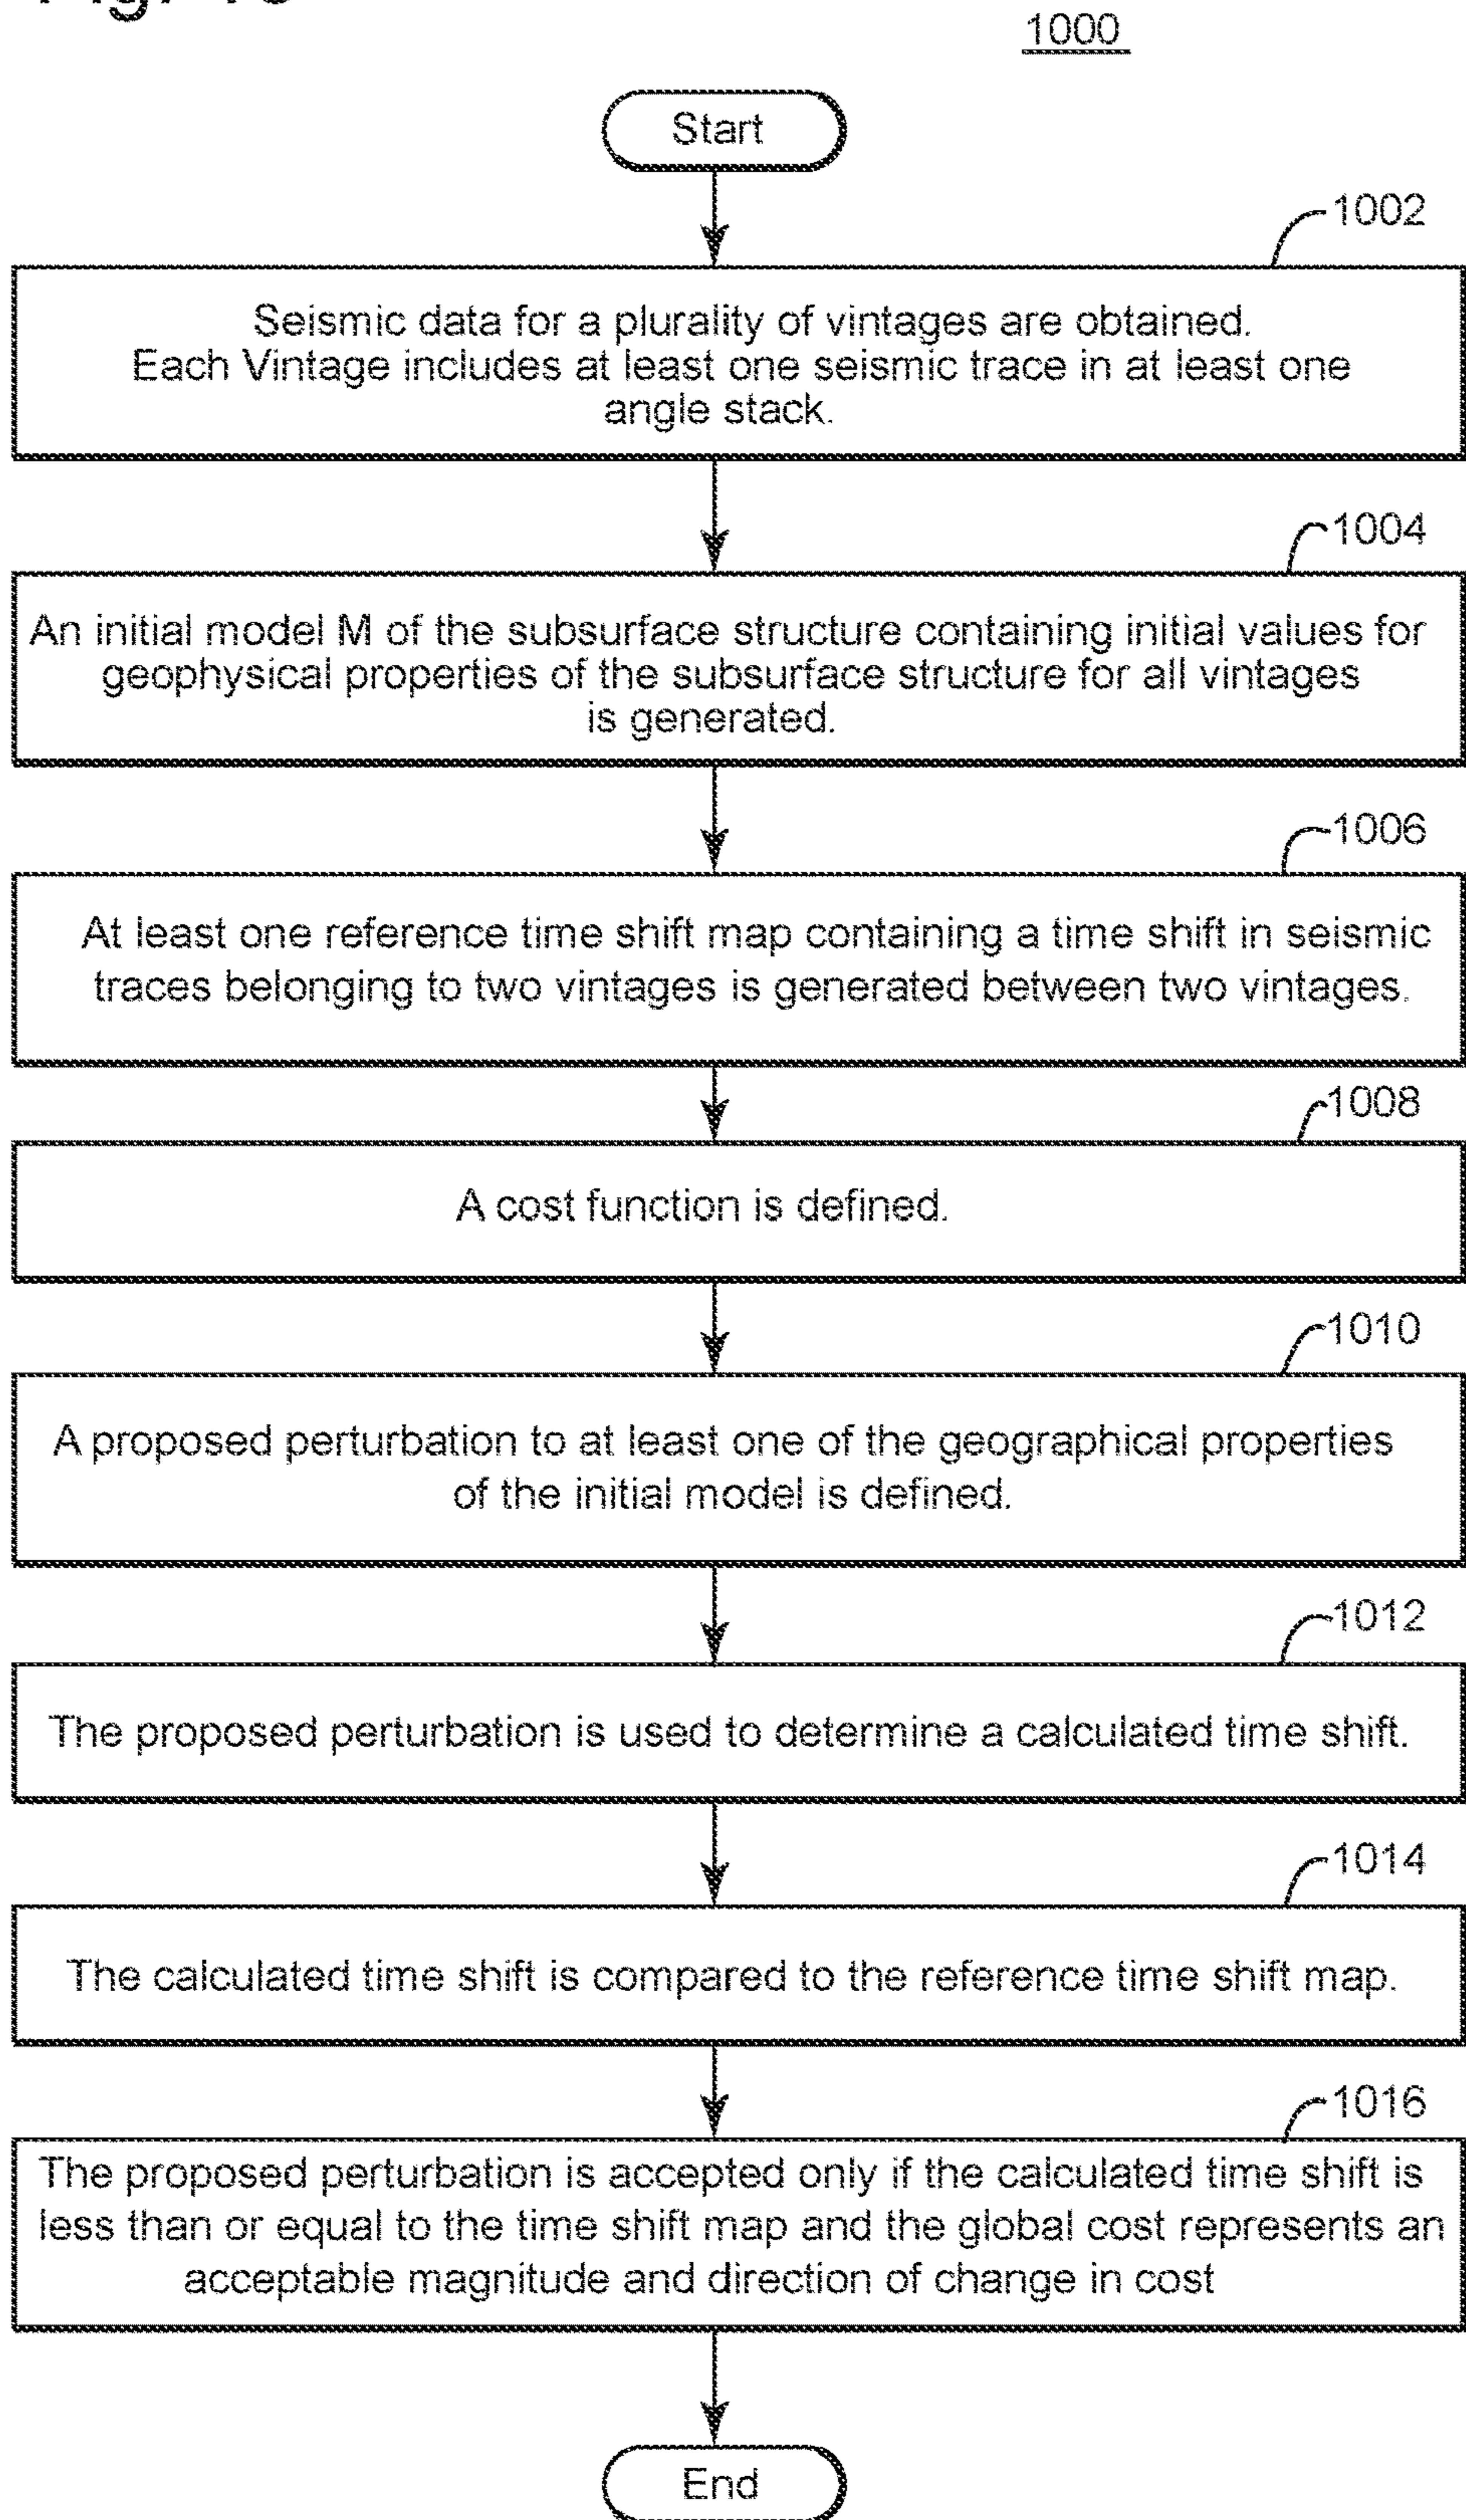 1000
Start
1002
Seismic data for a plurality of vintages are obtained.
Each Vintage includes at least one seismic trace in at least one
angle stack.
1004
An initial model M of the subsurface structure containing initial values for
geophysical properties of the subsurface structure for all vintages
is generated.
1006
At least one reference time shift map containing a time shift in seismic
traces belonging to two vintages is generated between two vintages.
1008
A cost function is defined.
1010
A proposed perturbation to at least one of the geographical properties
of the initial model is defined.
1012
The proposed perturbation is used to determine a calculated time shift.
1014
The calculated time shift is compared to the reference time shift map.
1016
The proposed perturbation is accepted only if the calculated time shift is
less than or equal to the time shift map and the global cost represents an
acceptable magnitude and direction of change in cost
End